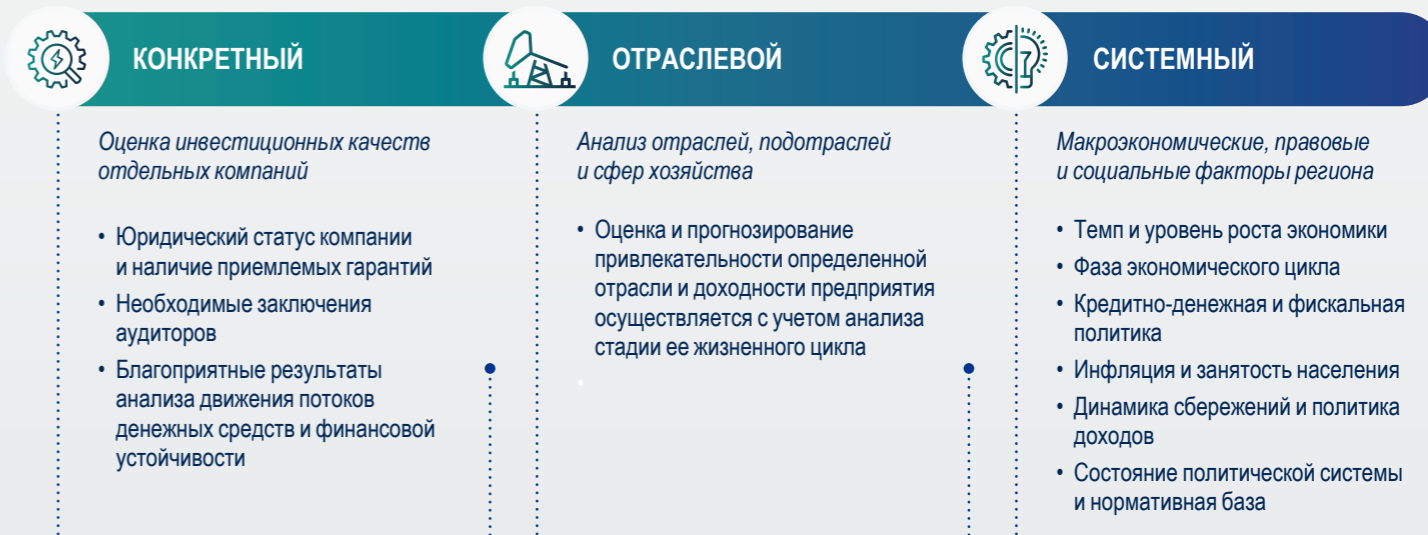 КОНКРЕТНЫЙ
Оценка инвестиционных качеств
отдельных компаний
• Юридический статус компании
и наличие приемлемых гарантий
• Необходимые заключения
аудиторов
• Благоприятные результаты
анализа движения потоков
денежных средств и финансовой
устойчивости
ОТРАСЛЕВОЙ
Анализ отраслей, подотраслей
и сфер хозяйства
• Оценка и прогнозирование
привлекательности определенной
отрасли и доходности предприятия
осуществляется с учетом анализа
стадии ее жизненного цикла
СИСТЕМНЫЙ
Макроэкономические, правовые
и социальные факторы региона
• Темп и уровень роста экономики
• Фаза экономического цикла
• Кредитно-денежная и фискальная
политика
• Инфляция и занятость населения
• Динамика сбережений и политика
доходов
• Состояние политической системы
и нормативная база